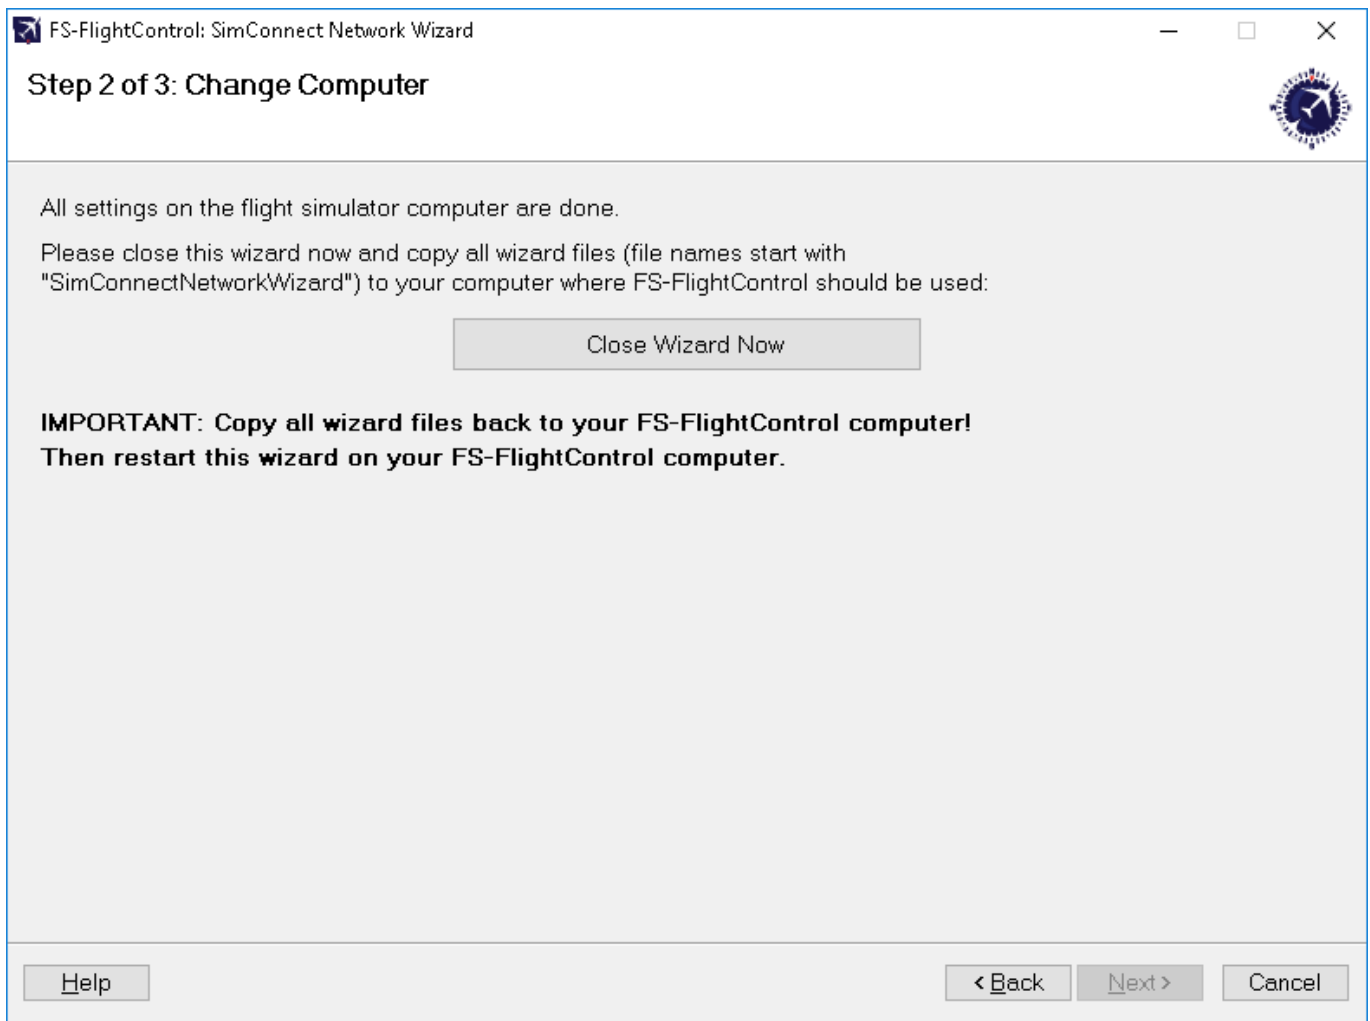 FS-FlightControl: SimConnect Network Wizard
Step 2 of 3: Change Computer
All settings on the flight simulator computer are done.
Please close this wizard now and copy all wizard files (file names start with
"SimConnectNetworkWizard") to your computer where FS-FlightControl should be used:
Close Wizard Now
IMPORTANT: Copy all wizard files back to your FS-FlightControl computer!
Then restart this wizard on your FS-FlightControl computer.
Help
< Back
Next >
Cancel